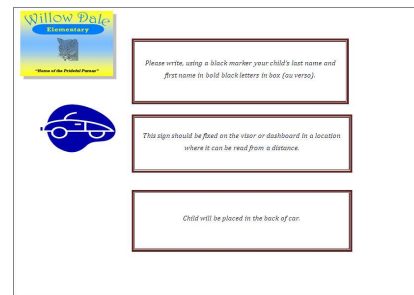 Willow Dale
Elementary
"Home of the Prideful Pumas"
Please write, using a black marker your child's last name and
first name in bold black letters in box (au verso).
This sign should be fixed on the visor or dashboard in a location
where it can be read from a distance.
Child will be placed in the back of car.